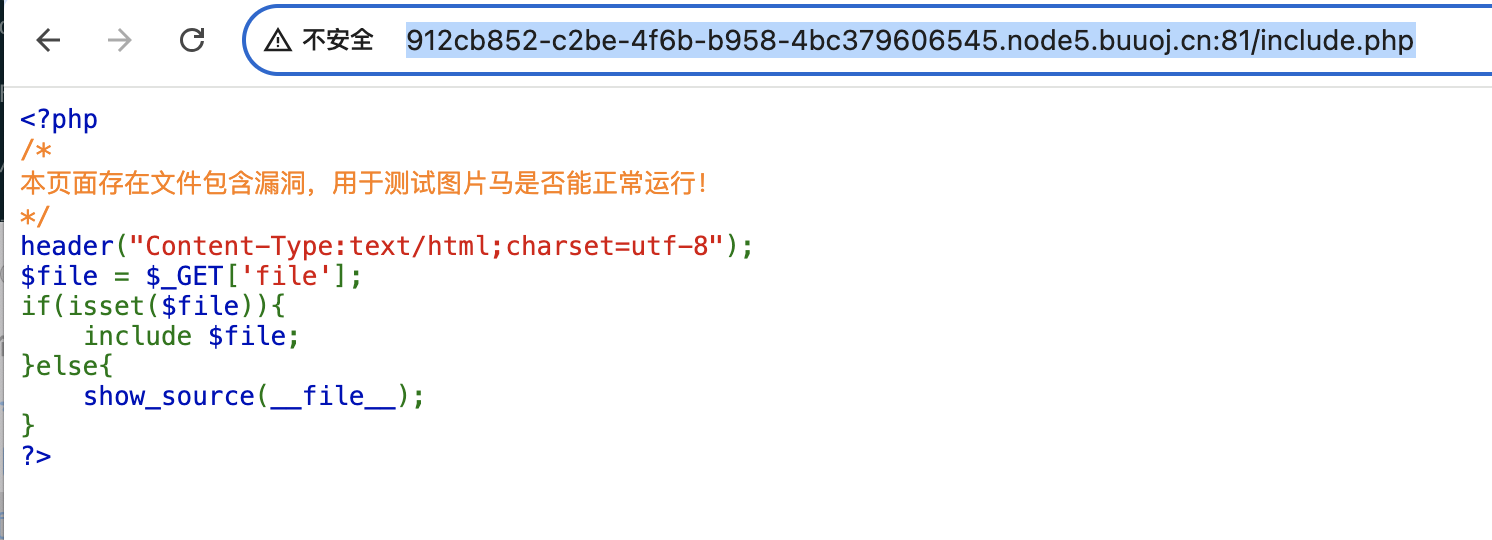 不安全 912cb852-c2be-4f6b-b958-4bc379606545.node5.buuoj.cn:81/include.php
<?php
/*
本页面存在文件包含漏洞，用于测试图片马是否能正常运行！
*/
header("Content-Type:text/html;charset=utf-8");
$file = $_GET['file'];
if(isset($file)){
    include $file;
}else{
    show_source(__file__);
}
?>